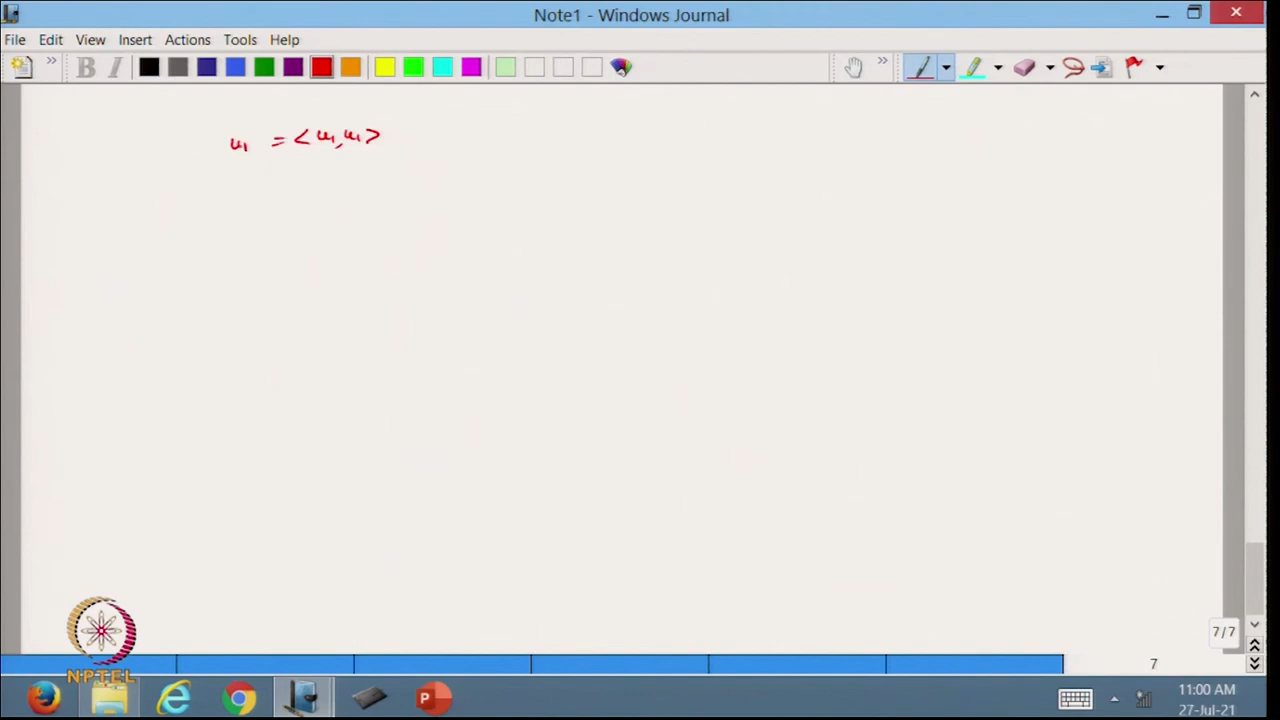 Note1 - Windows Journal
File Edit View Insert Actions Tools Help
B I
u₁ = <u₁, u₁>
7/7
7
NPTEL
11:00 AM
27-Jul-21